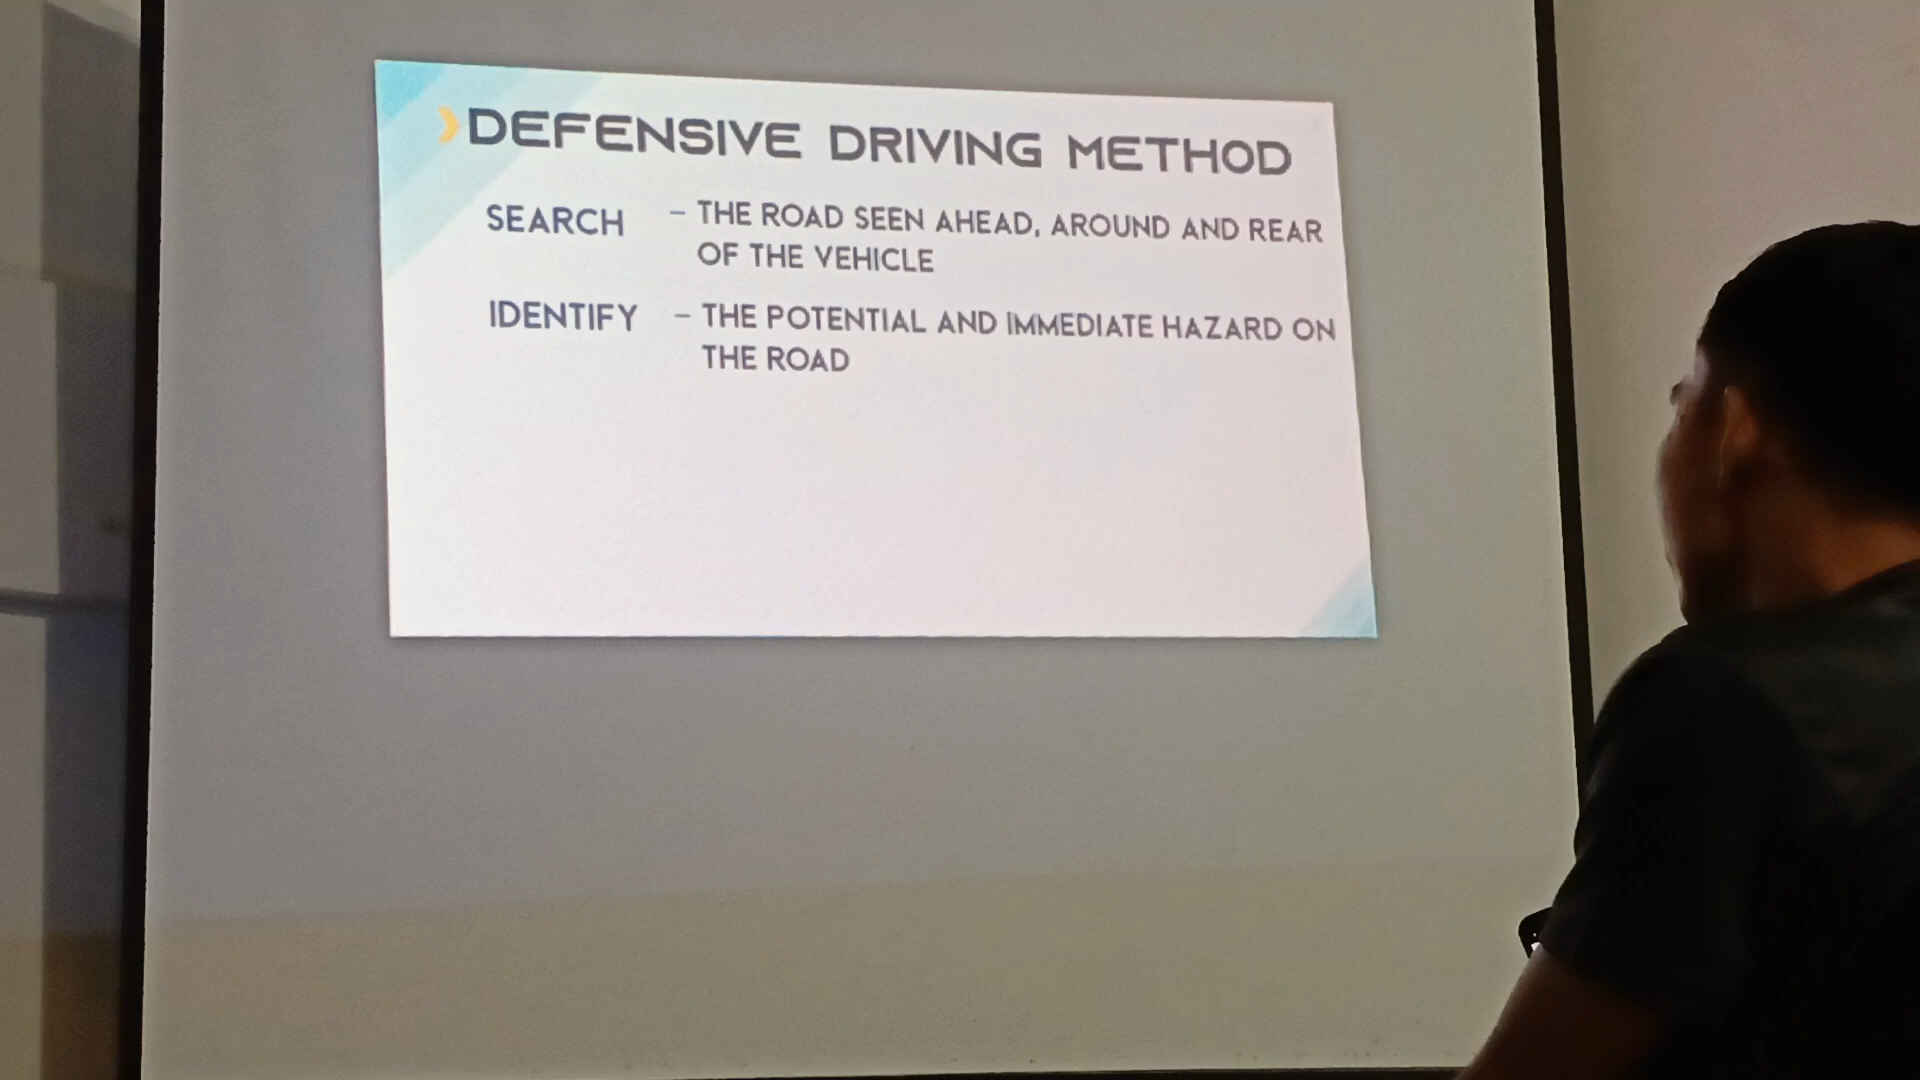 DEFENSIVE DRIVING METHOD
SEARCH – THE ROAD SEEN AHEAD, AROUND AND REAR
OF THE VEHICLE
IDENTIFY – THE POTENTIAL AND IMMEDIATE HAZARD ON
THE ROAD